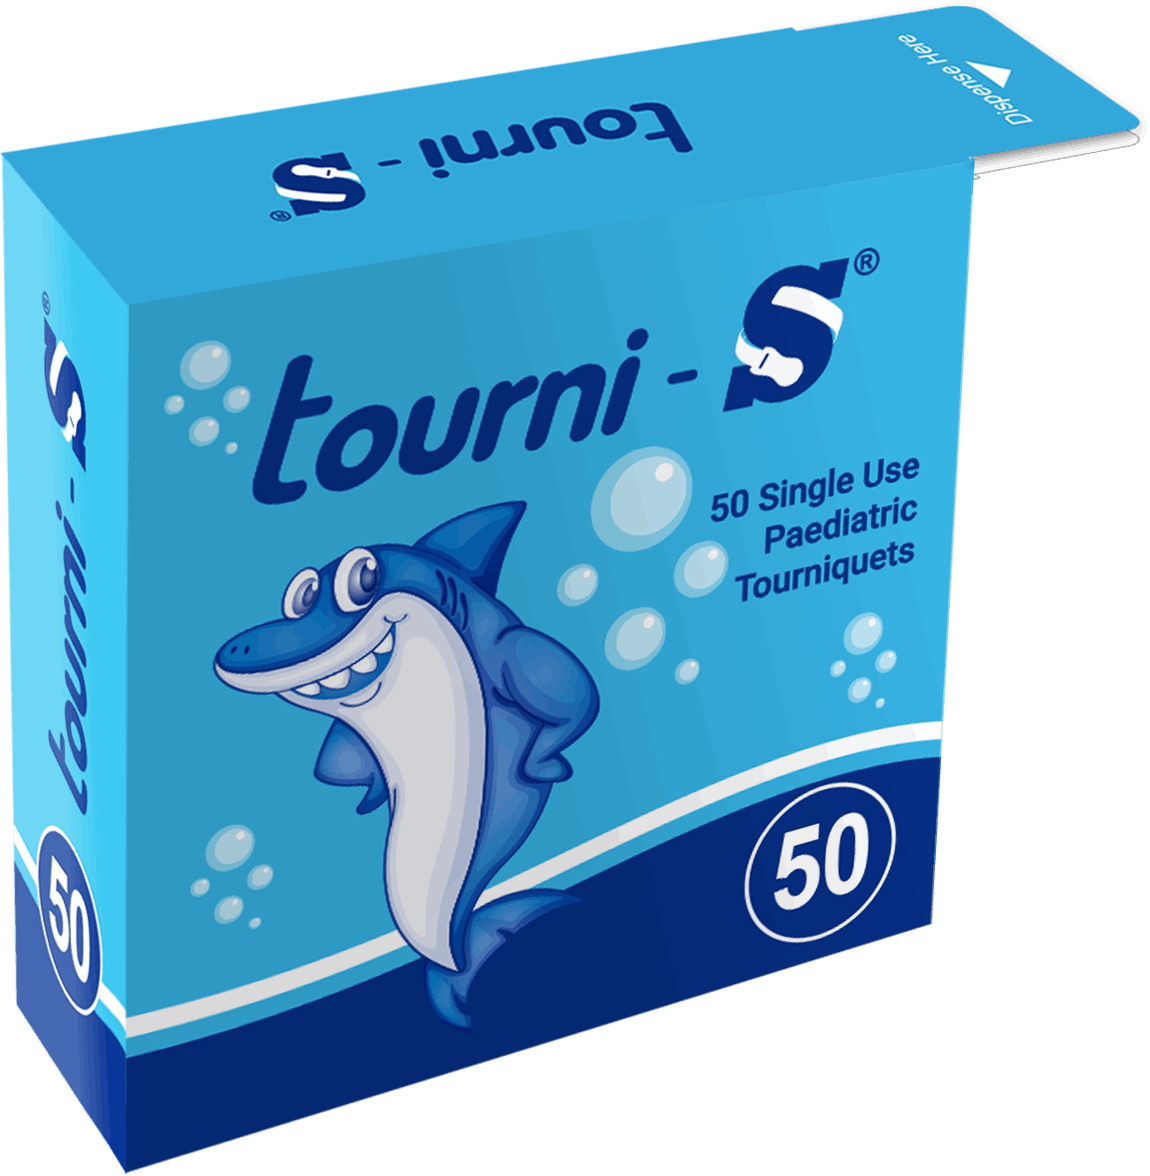 Dispense Here
tourni - S®
tourni - S®
50 Single Use
Paediatric
Tourniquets
50
tourni - S®
50